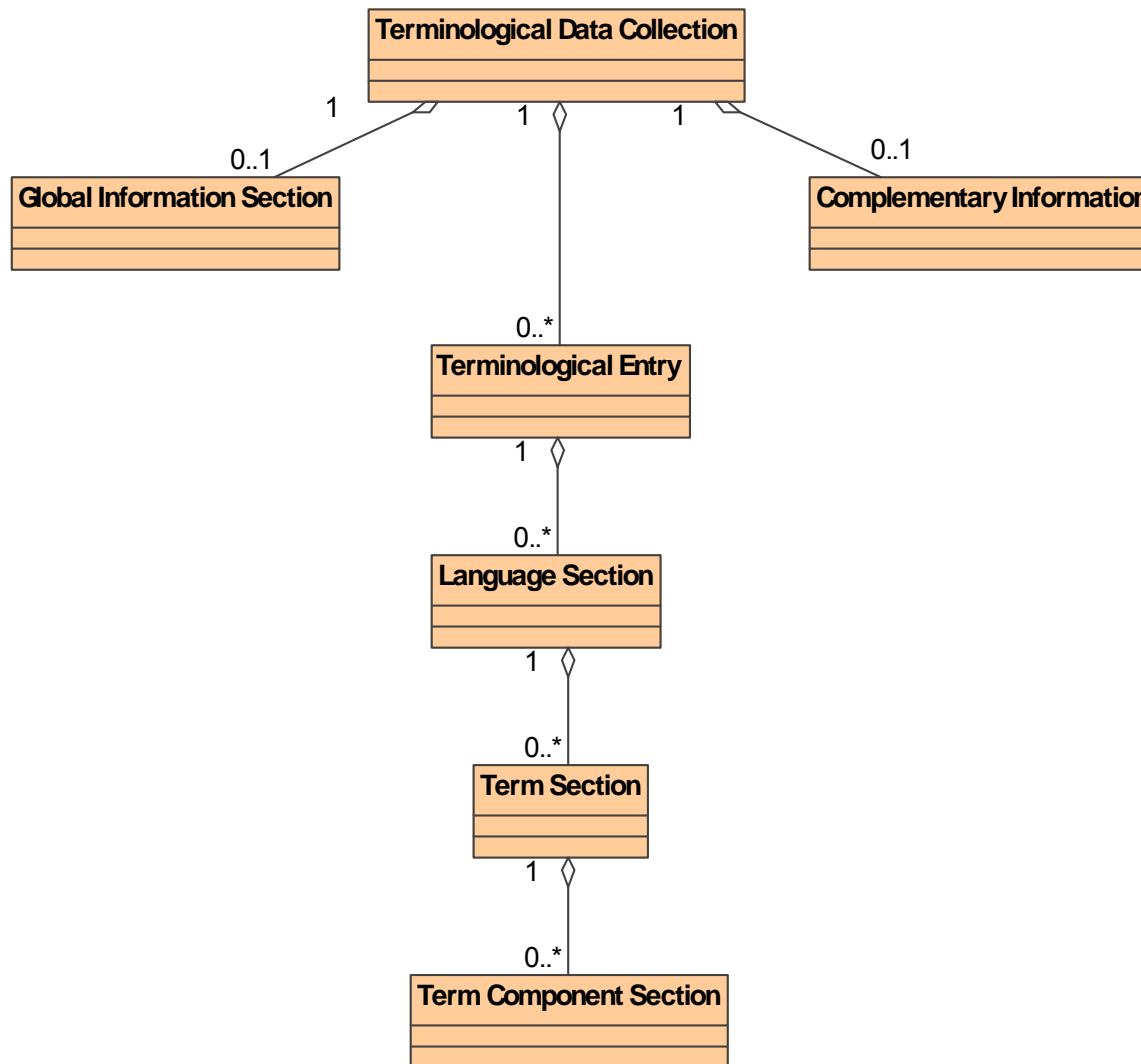 Terminological Data Collection
1
1
1
0..1
0..1
Global Information Section
Complementary Information
0..*
Terminological Entry
1
0..*
Language Section
1
0..*
Term Section
1
0..*
Term Component Section